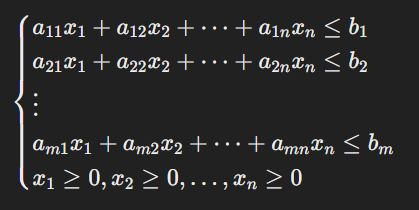 a₁₁x₁ + a₁₂x₂ + ⋯ + a₁ₙxₙ ≤ b₁
a₂₁x₁ + a₂₂x₂ + ⋯ + a₂ₙxₙ ≤ b₂
⋮
aₘ₁x₁ + aₘ₂x₂ + ⋯ + aₘₙxₙ ≤ bₘ
x₁ ≥ 0, x₂ ≥ 0, …, xₙ ≥ 0